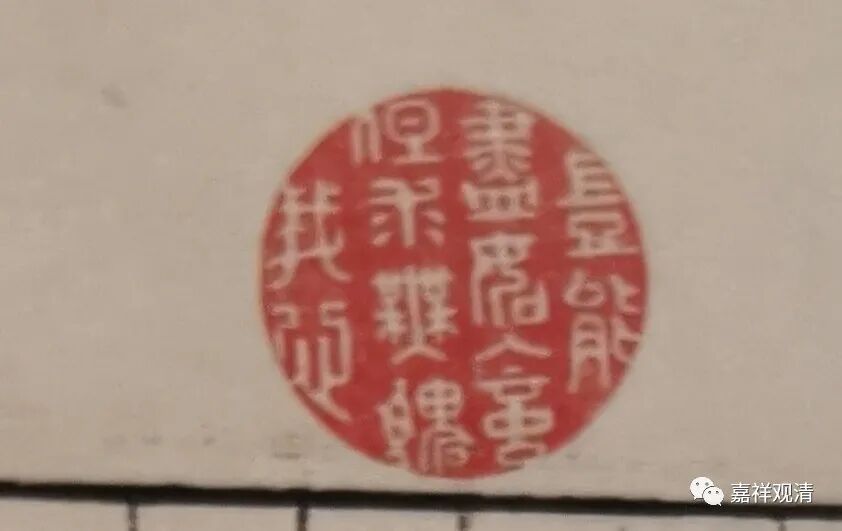 豈能
盡如人意
但求無愧
我心
嘉祥观清